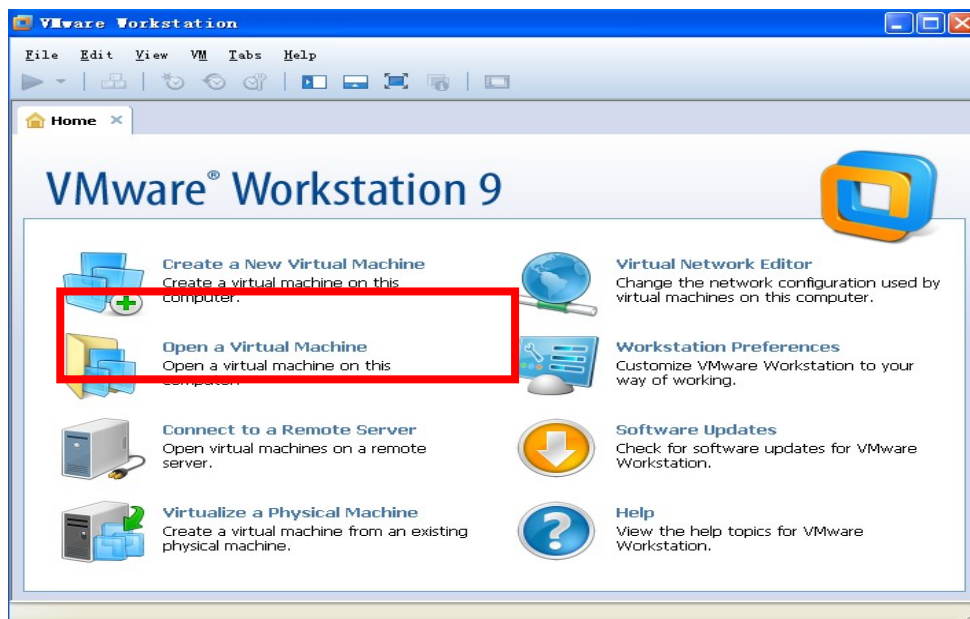 VMware Workstation
File Edit View VM Tabs Help
Home
VMware® Workstation 9
Create a New Virtual Machine
Create a virtual machine on this
computer.
Open a Virtual Machine
Open a virtual machine on this
computer.
Connect to a Remote Server
Open virtual machines on a remote
server.
Virtualize a Physical Machine
Create a virtual machine from an existing
physical machine.
Virtual Network Editor
Change the network configuration used by
virtual machines on this computer.
Workstation Preferences
Customize VMware Workstation to your
way of working.
Software Updates
Check for software updates for VMware
Workstation.
Help
View the help topics for VMware
Workstation.